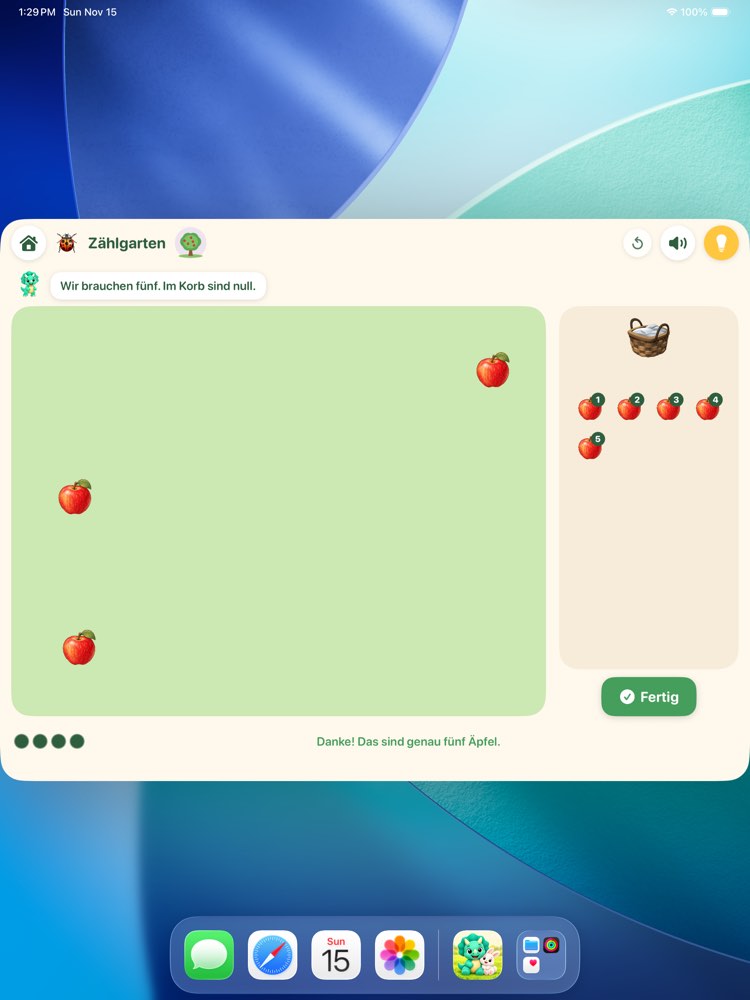 1:29 PM Sun Nov 15
100%
Zählgarten
Wir brauchen fünf. Im Korb sind null.
1 2 3 4
5
Fertig
Danke! Das sind genau fünf Äpfel.
Sun
15